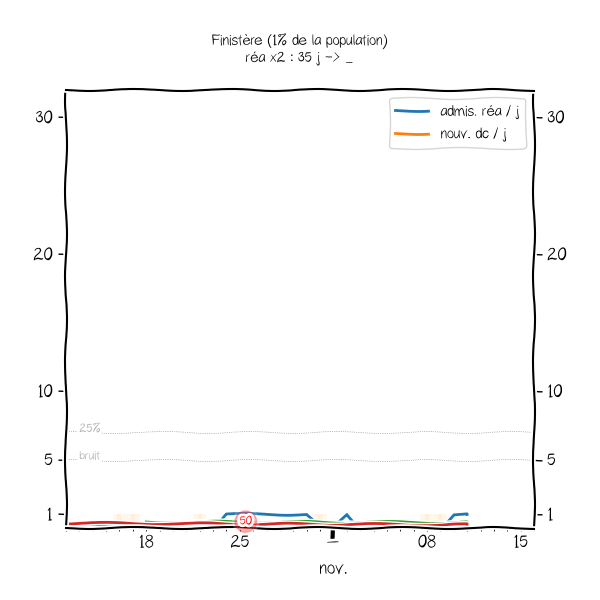 Finistère (1% de la population)
réa x2 : 35 j -> _
admis. réa / j
nouv. dc / j
30
30
20
20
10
10
25%
5
bruit
5
1
50
1
18
25
1
08
15
nov.